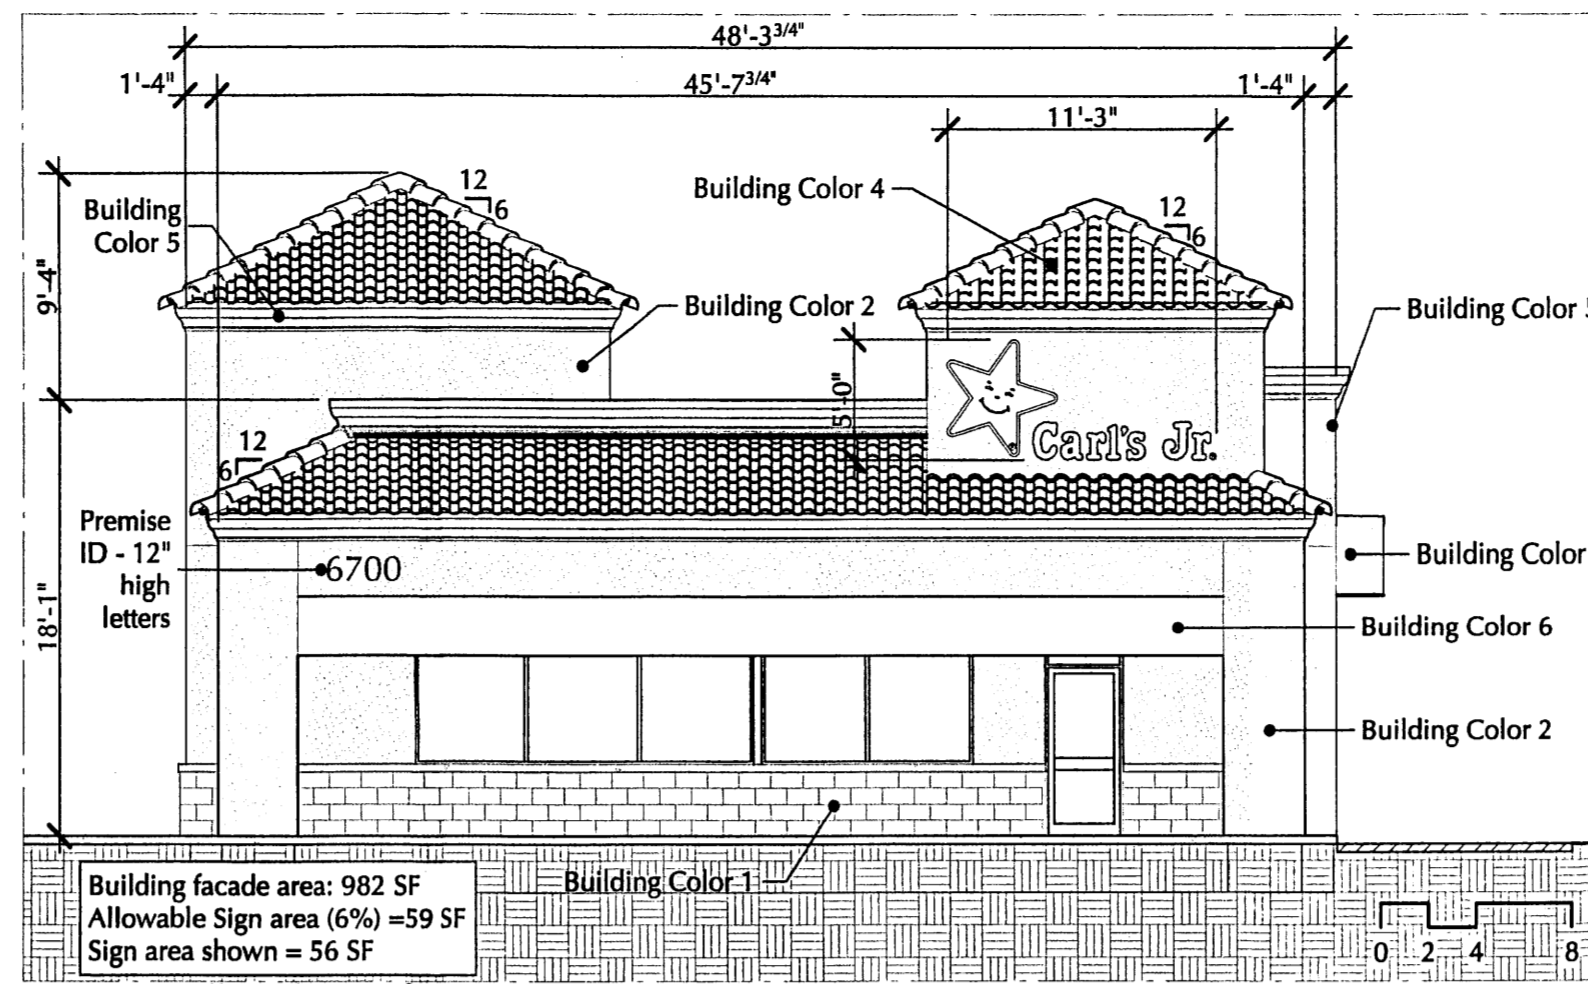 48'-3 3/4"
1'-4"
45'-7 3/4"
1'-4"
11'-3"
12
6
Building Color 4
12
6
Building
Color 5
9'-4"
Building Color 2
Building Color
5'-0"
Carl's Jr.
12
6
Premise
ID - 12"
high
letters
6700
Building Color
18'-1"
Building Color 6
Building Color 2
Building Color 1
Building facade area: 982 SF
Allowable Sign area (6%) =59 SF
Sign area shown = 56 SF
0 2 4 8